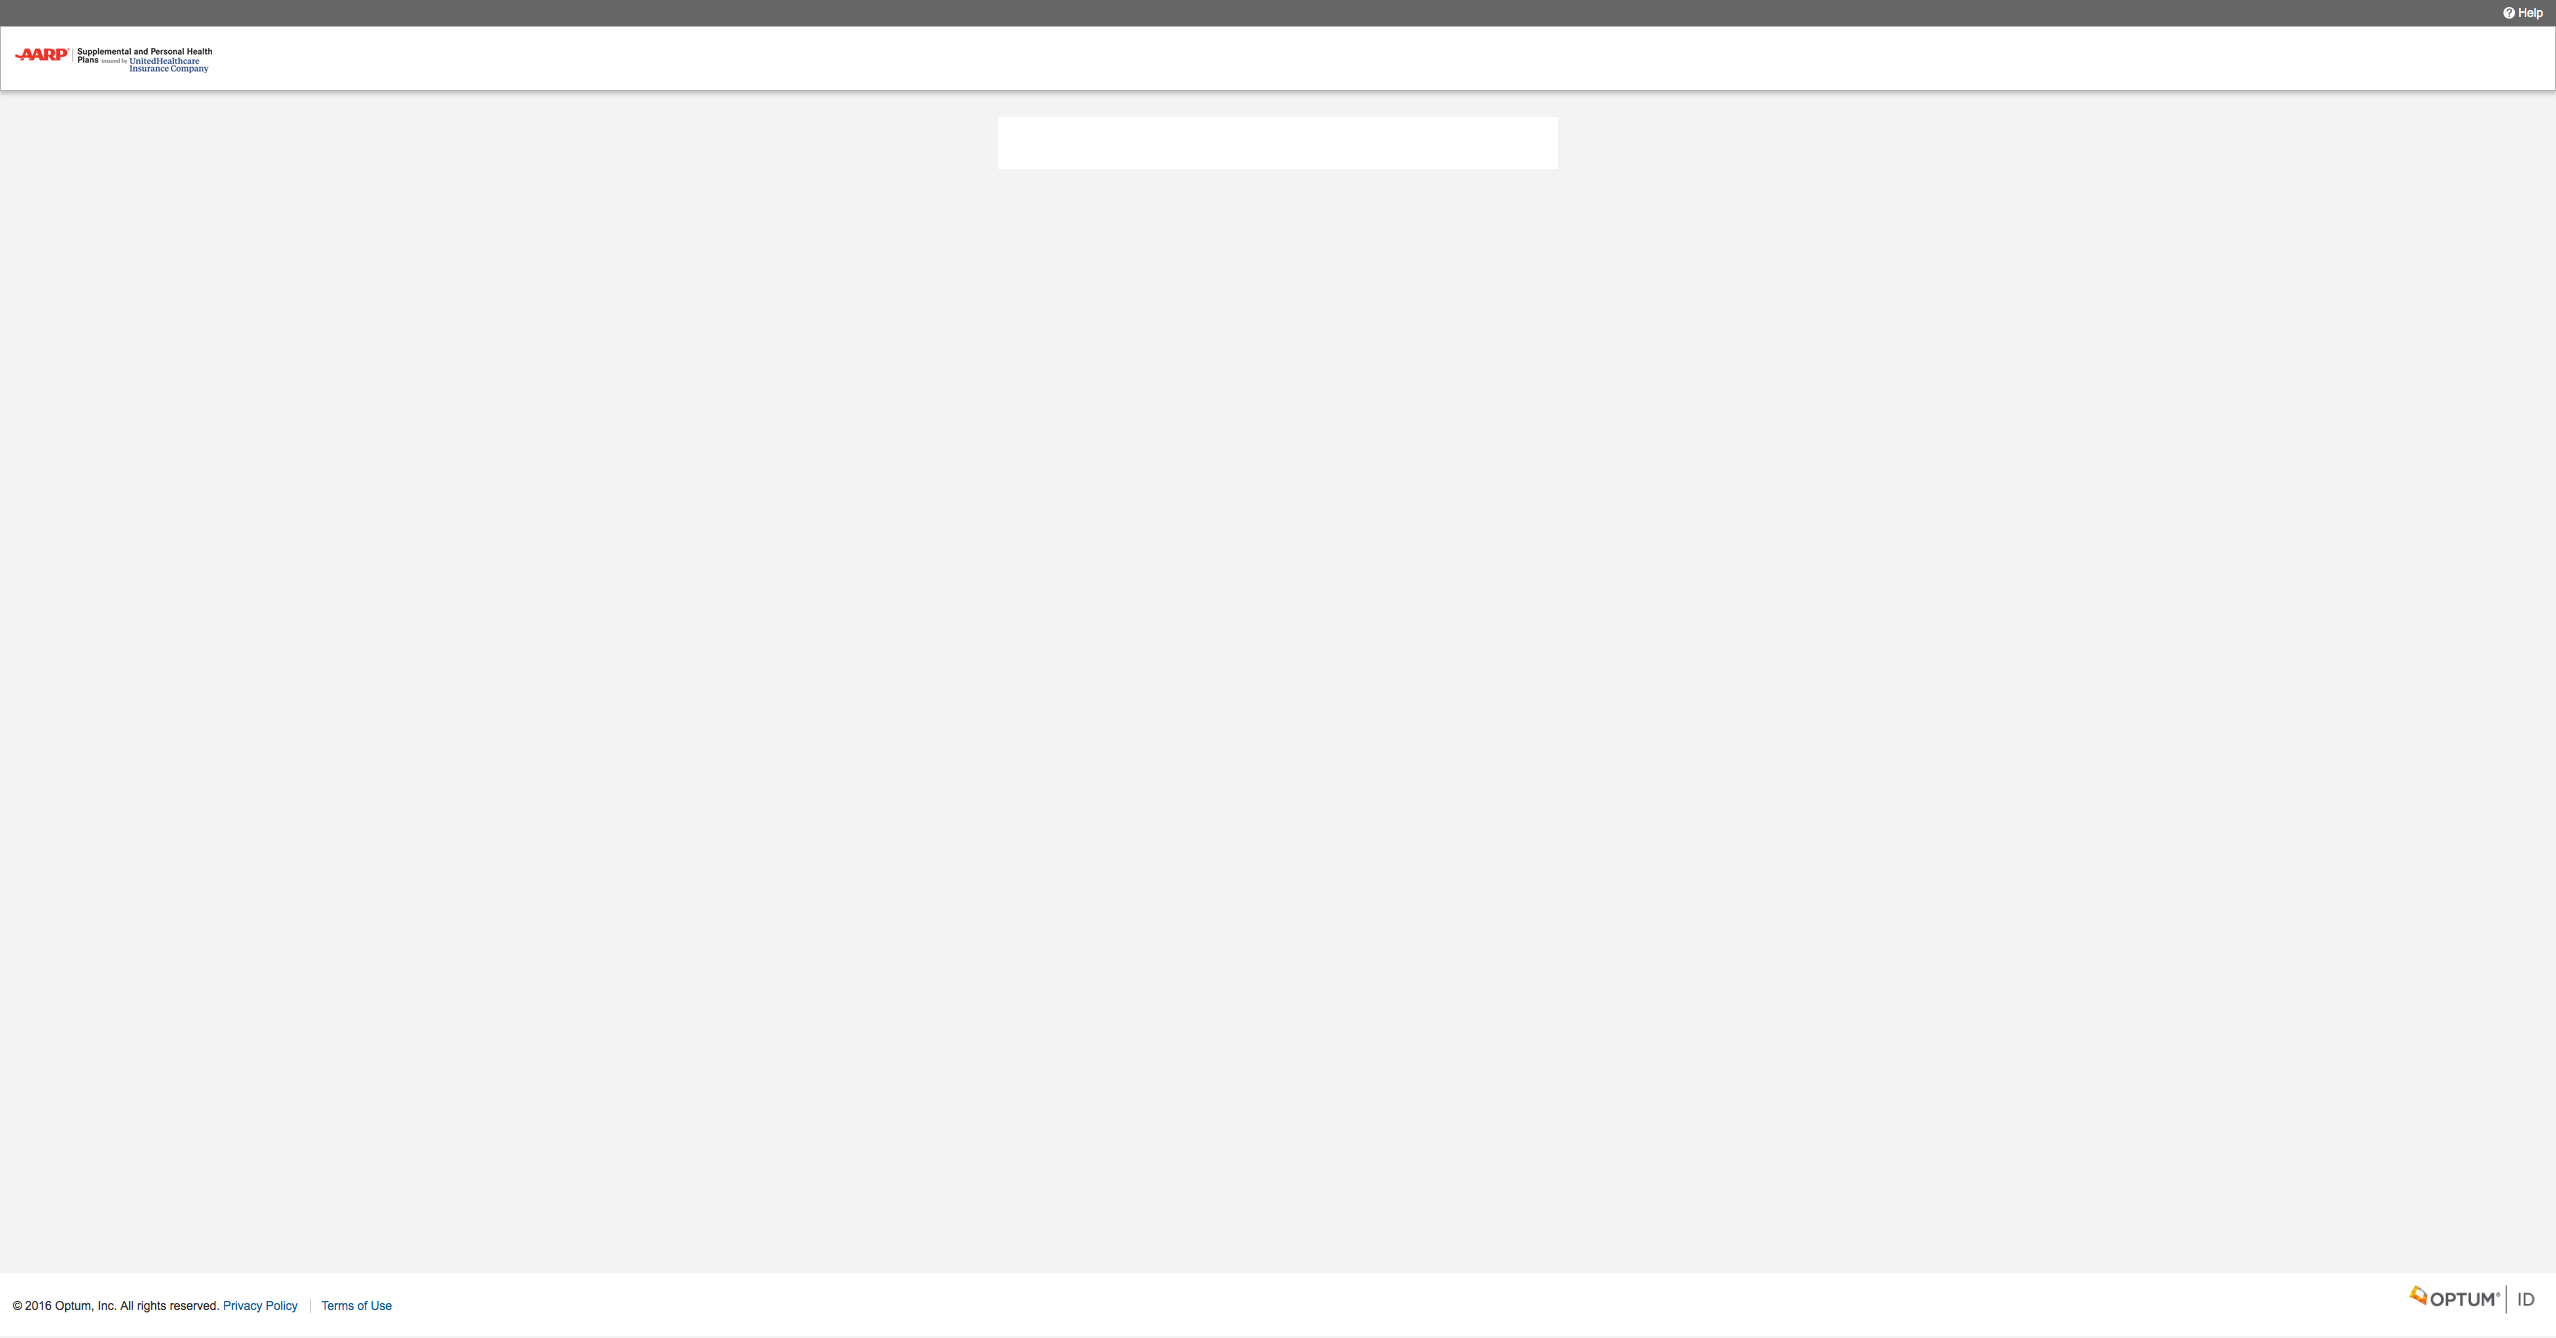 Help
AARP® Supplemental and Personal Health
Plans insured by UnitedHealthcare
Insurance Company
© 2016 Optum, Inc. All rights reserved. Privacy Policy Terms of Use
OPTUM® ID